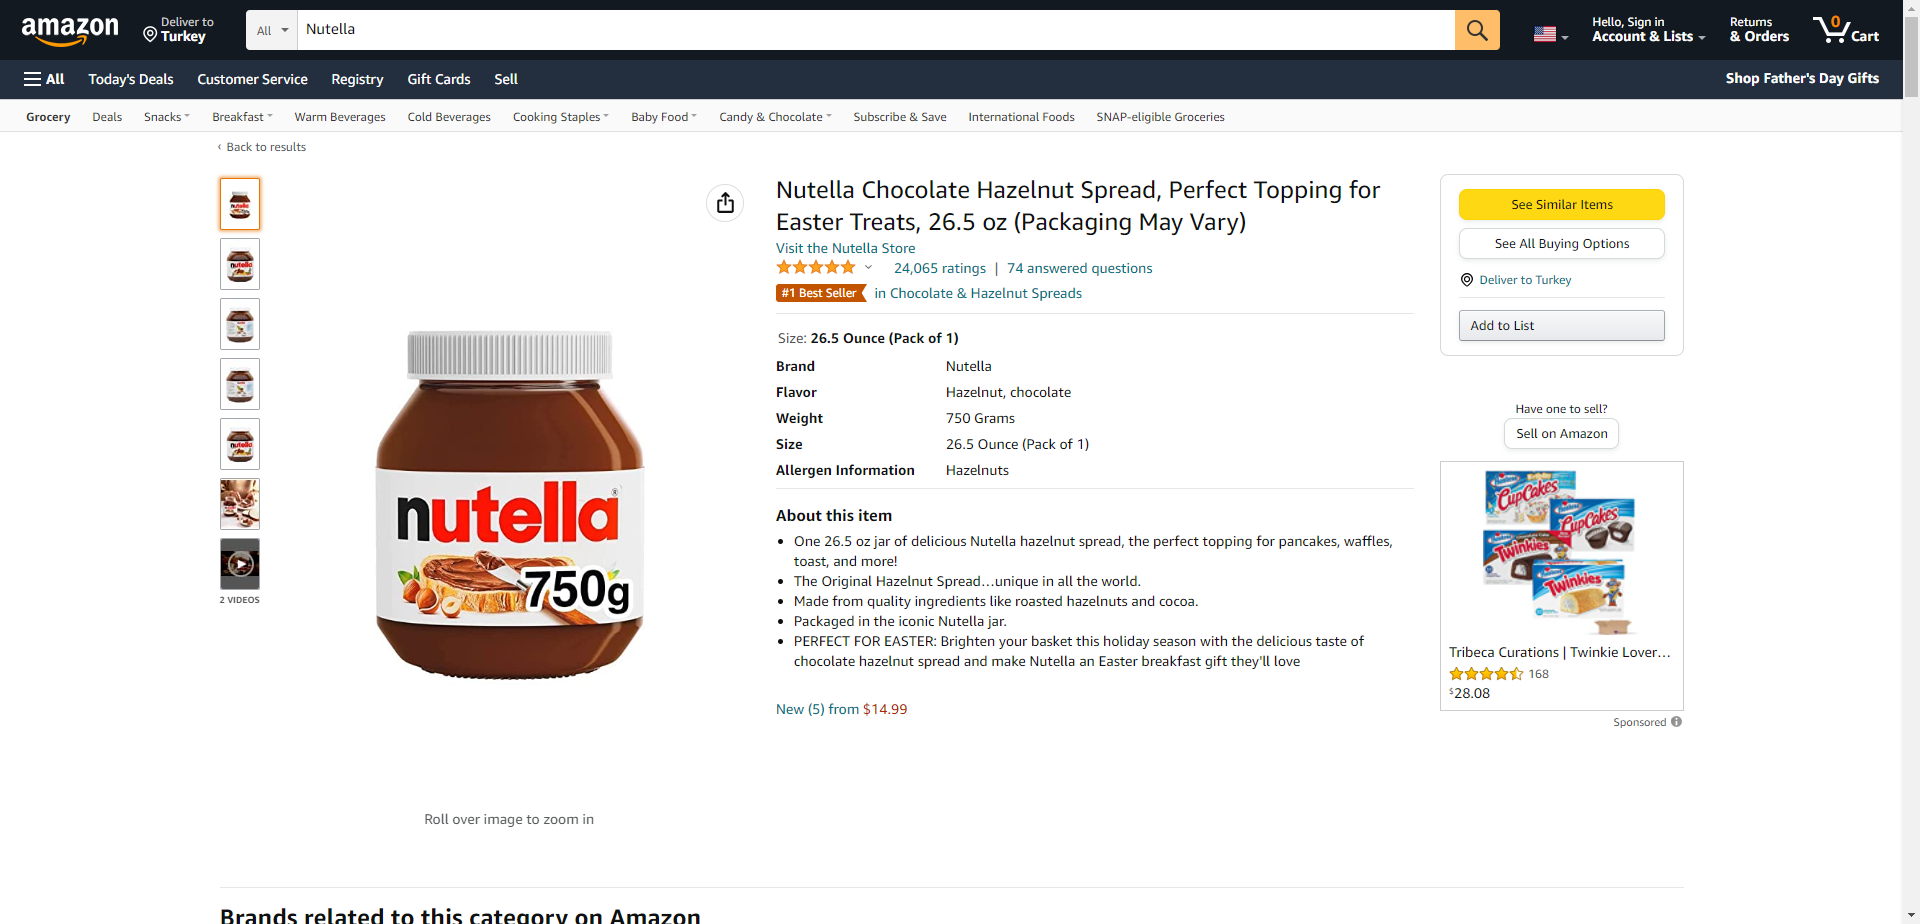 amazon
Deliver to
Turkey
All
Nutella
Hello, Sign in
Account & Lists
Returns
& Orders
0
Cart
All
Today's Deals
Customer Service
Registry
Gift Cards
Sell
Shop Father's Day Gifts
Grocery
Deals
Snacks
Breakfast
Warm Beverages
Cold Beverages
Cooking Staples
Baby Food
Candy & Chocolate
Subscribe & Save
International Foods
SNAP-eligible Groceries
‹ Back to results
2 VIDEOS
nutella®
750g
Roll over image to zoom in
Nutella Chocolate Hazelnut Spread, Perfect Topping for
Easter Treats, 26.5 oz (Packaging May Vary)
Visit the Nutella Store
24,065 ratings | 74 answered questions
#1 Best Seller in Chocolate & Hazelnut Spreads
Size: 26.5 Ounce (Pack of 1)
Brand Nutella
Flavor Hazelnut, chocolate
Weight 750 Grams
Size 26.5 Ounce (Pack of 1)
Allergen Information Hazelnuts
About this item
• One 26.5 oz jar of delicious Nutella hazelnut spread, the perfect topping for pancakes, waffles,
toast, and more!
• The Original Hazelnut Spread…unique in all the world.
• Made from quality ingredients like roasted hazelnuts and cocoa.
• Packaged in the iconic Nutella jar.
• PERFECT FOR EASTER: Brighten your basket this holiday season with the delicious taste of
chocolate hazelnut spread and make Nutella an Easter breakfast gift they'll love
New (5) from $14.99
See Similar Items
See All Buying Options
Deliver to Turkey
Add to List
Have one to sell?
Sell on Amazon
CupCakes
CupCakes
Twinkies
Twinkies
Tribeca Curations | Twinkie Lover…
168
$28.08
Sponsored
Brands related to this category on Amazon